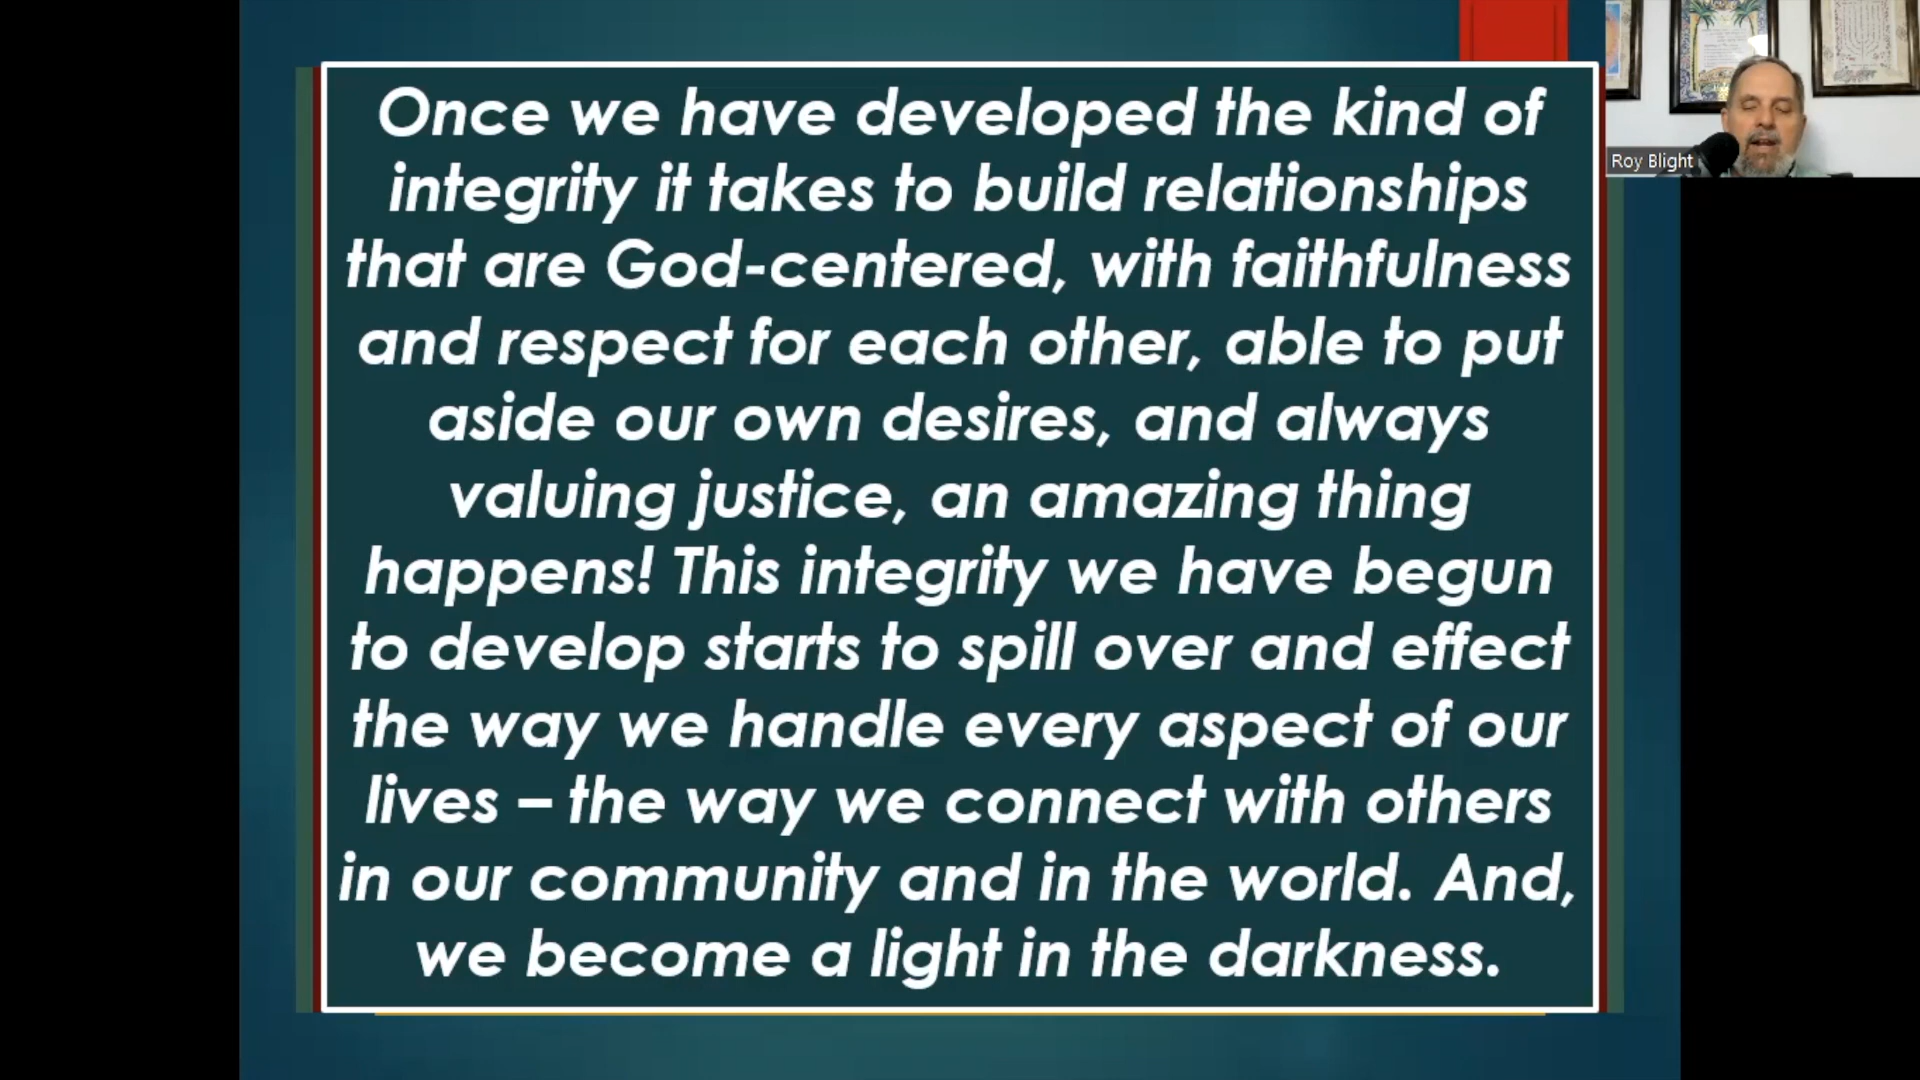 Once we have developed the kind of
integrity it takes to build relationships
that are God-centered, with faithfulness
and respect for each other, able to put
aside our own desires, and always
valuing justice, an amazing thing
happens! This integrity we have begun
to develop starts to spill over and effect
the way we handle every aspect of our
lives – the way we connect with others
in our community and in the world. And,
we become a light in the darkness.
Roy Blight